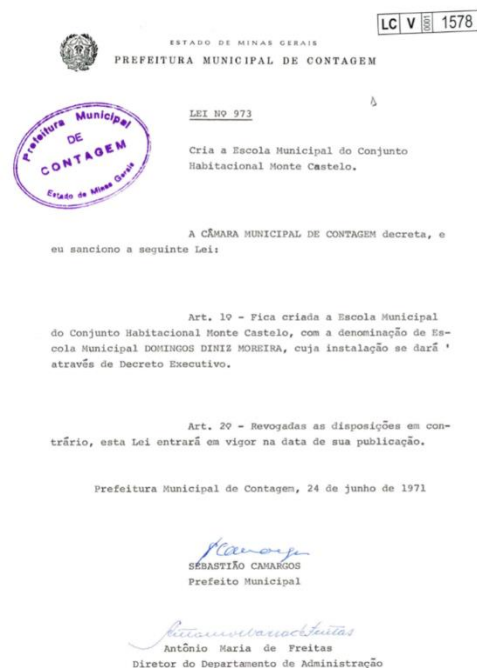 LC V 0001 1578
ESTADO DE MINAS GERAIS
PREFEITURA MUNICIPAL DE CONTAGEM
Prefeitura Municipal
DE
CONTAGEM
Estado de Minas Gerais
LEI Nº 973
Cria a Escola Municipal do Conjunto
Habitacional Monte Castelo.
A CÂMARA MUNICIPAL DE CONTAGEM decreta, e
eu sanciono a seguinte Lei:
Art. 1º - Fica criada a Escola Municipal
do Conjunto Habitacional Monte Castelo, com a denominação de Es-
cola Municipal DOMINGOS DINIZ MOREIRA, cuja instalação se dará '
através de Decreto Executivo.
Art. 2º - Revogadas as disposições em con-
trário, esta Lei entrará em vigor na data de sua publicação.
Prefeitura Municipal de Contagem, 24 de junho de 1971
SEBASTIÃO CAMARGOS
Prefeito Municipal
Antônio Maria de Freitas
Diretor do Departamento de Administração